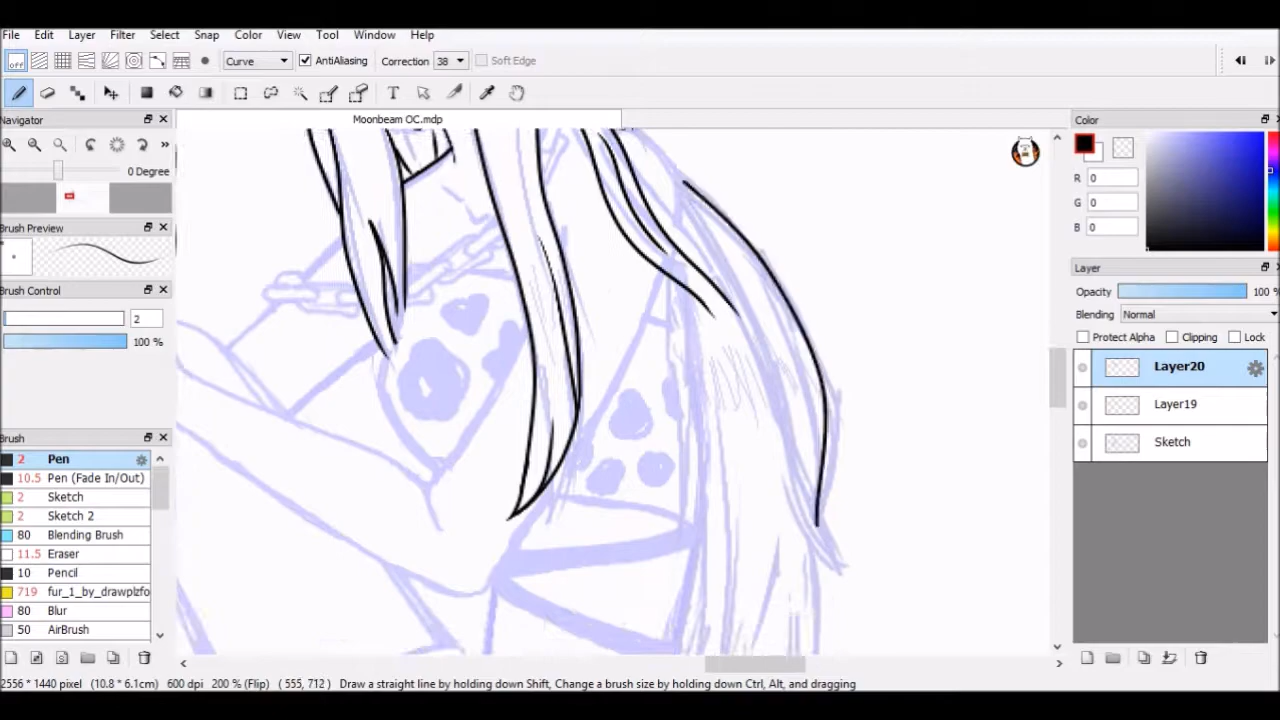 File Edit Layer Filter Select Snap Color View Tool Window Help
off Curve AntiAliasing Correction 38 Soft Edge
T
Navigator
Moonbeam OC.mdp
Color
»
0 Degree
R 0
G 0
B 0
Brush Preview
Brush Control
2
100 %
Layer
Opacity 100 %
Blending Normal
Protect Alpha Clipping Lock
Layer20
Layer19
Sketch
Brush
2 Pen
10.5 Pen (Fade In/Out)
2 Sketch
2 Sketch 2
80 Blending Brush
11.5 Eraser
10 Pencil
719 fur_1_by_drawplzfo
80 Blur
50 AirBrush
2556 * 1440 pixel (10.8 * 6.1cm) 600 dpi 200 % (Flip) ( 555, 712 ) Draw a straight line by holding down Shift, Change a brush size by holding down Ctrl, Alt, and dragging